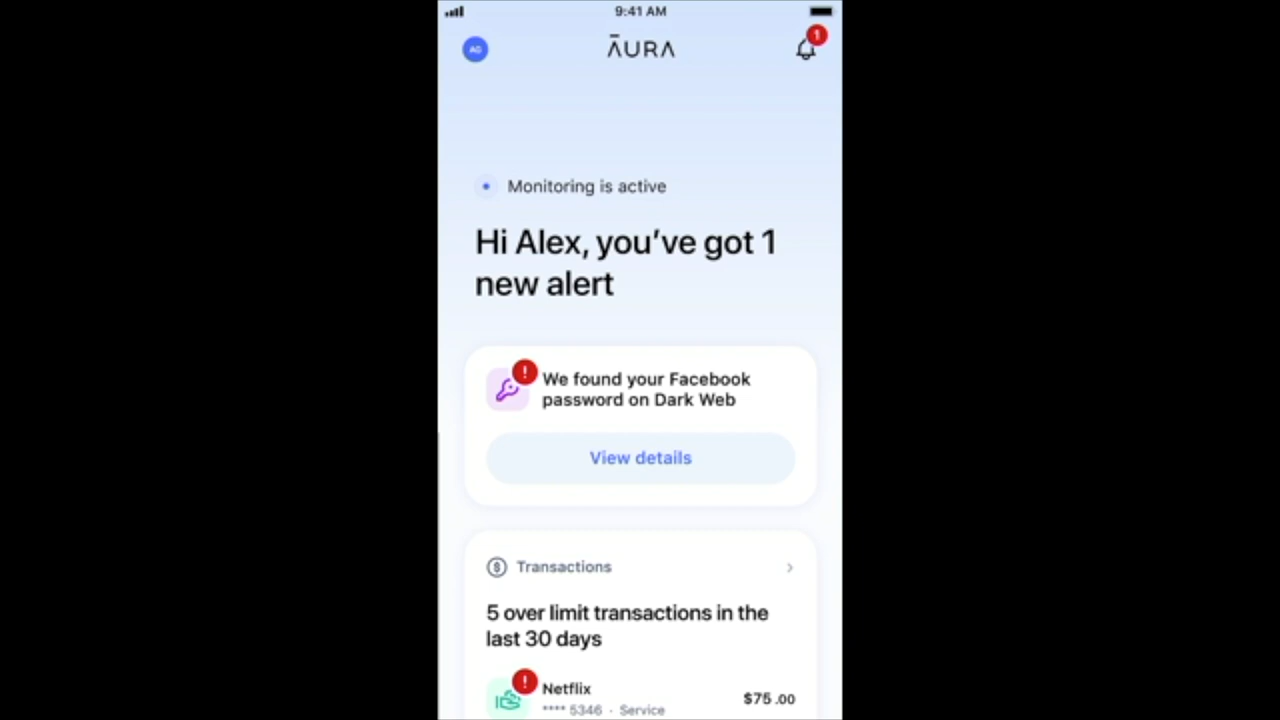 9:41 AM
AG
ĀURA
1
Monitoring is active
Hi Alex, you’ve got 1
new alert
!
We found your Facebook
password on Dark Web
View details
$
Transactions
5 over limit transactions in the
last 30 days
!
Netflix
$75.00
**** 5346 · Service